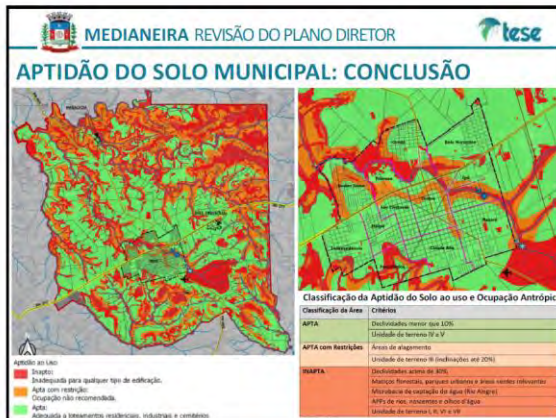 MEDIANEIRA REVISÃO DO PLANO DIRETOR
tese
APTIDÃO DO SOLO MUNICIPAL: CONCLUSÃO
Aptidão ao Uso
Inapto:
Inadequada para qualquer tipo de edificação.
Apta com restrição:
Ocupação não recomendada.
Apta:
Adequada a loteamentos residenciais, industriais e cemitérios
Classificação da Aptidão do Solo ao uso e Ocupação Antrópic
Classificação da Área Critérios
APTA Declividades menor que 10%
Unidade de terreno IV a V
APTA COM Restrições Áreas de alagamento
Unidade de terreno III (inclinações até 20%)
INAPTA Declividades acima de 30%
Maciços florestais, parques urbanos e áreas verdes relevantes
Microbacia de captação do água (Rio Alegre)
APPs de rios, nascentes e olhos d'água
Unidade de terreno I, II, VI e VII